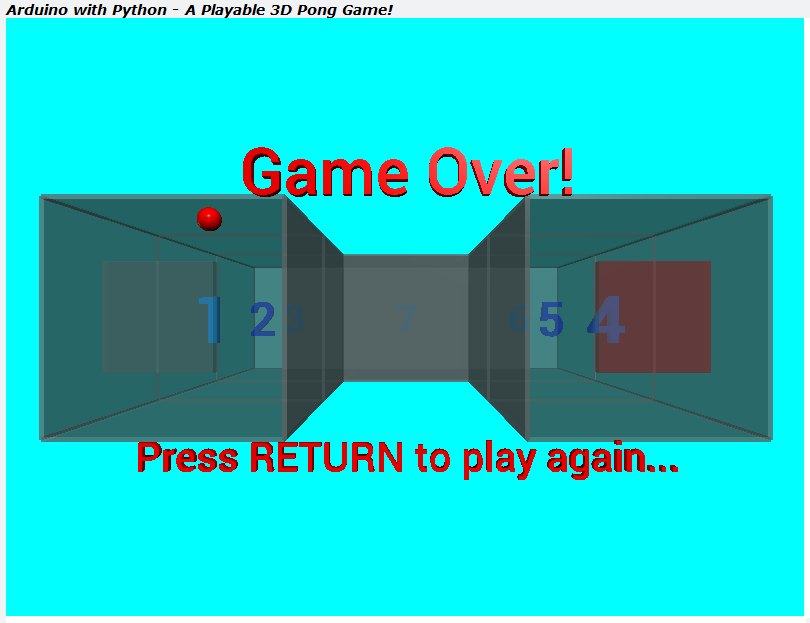 Arduino with Python - A Playable 3D Pong Game!
Game Over!
1 2 3 7 6 5 4
Press RETURN to play again...